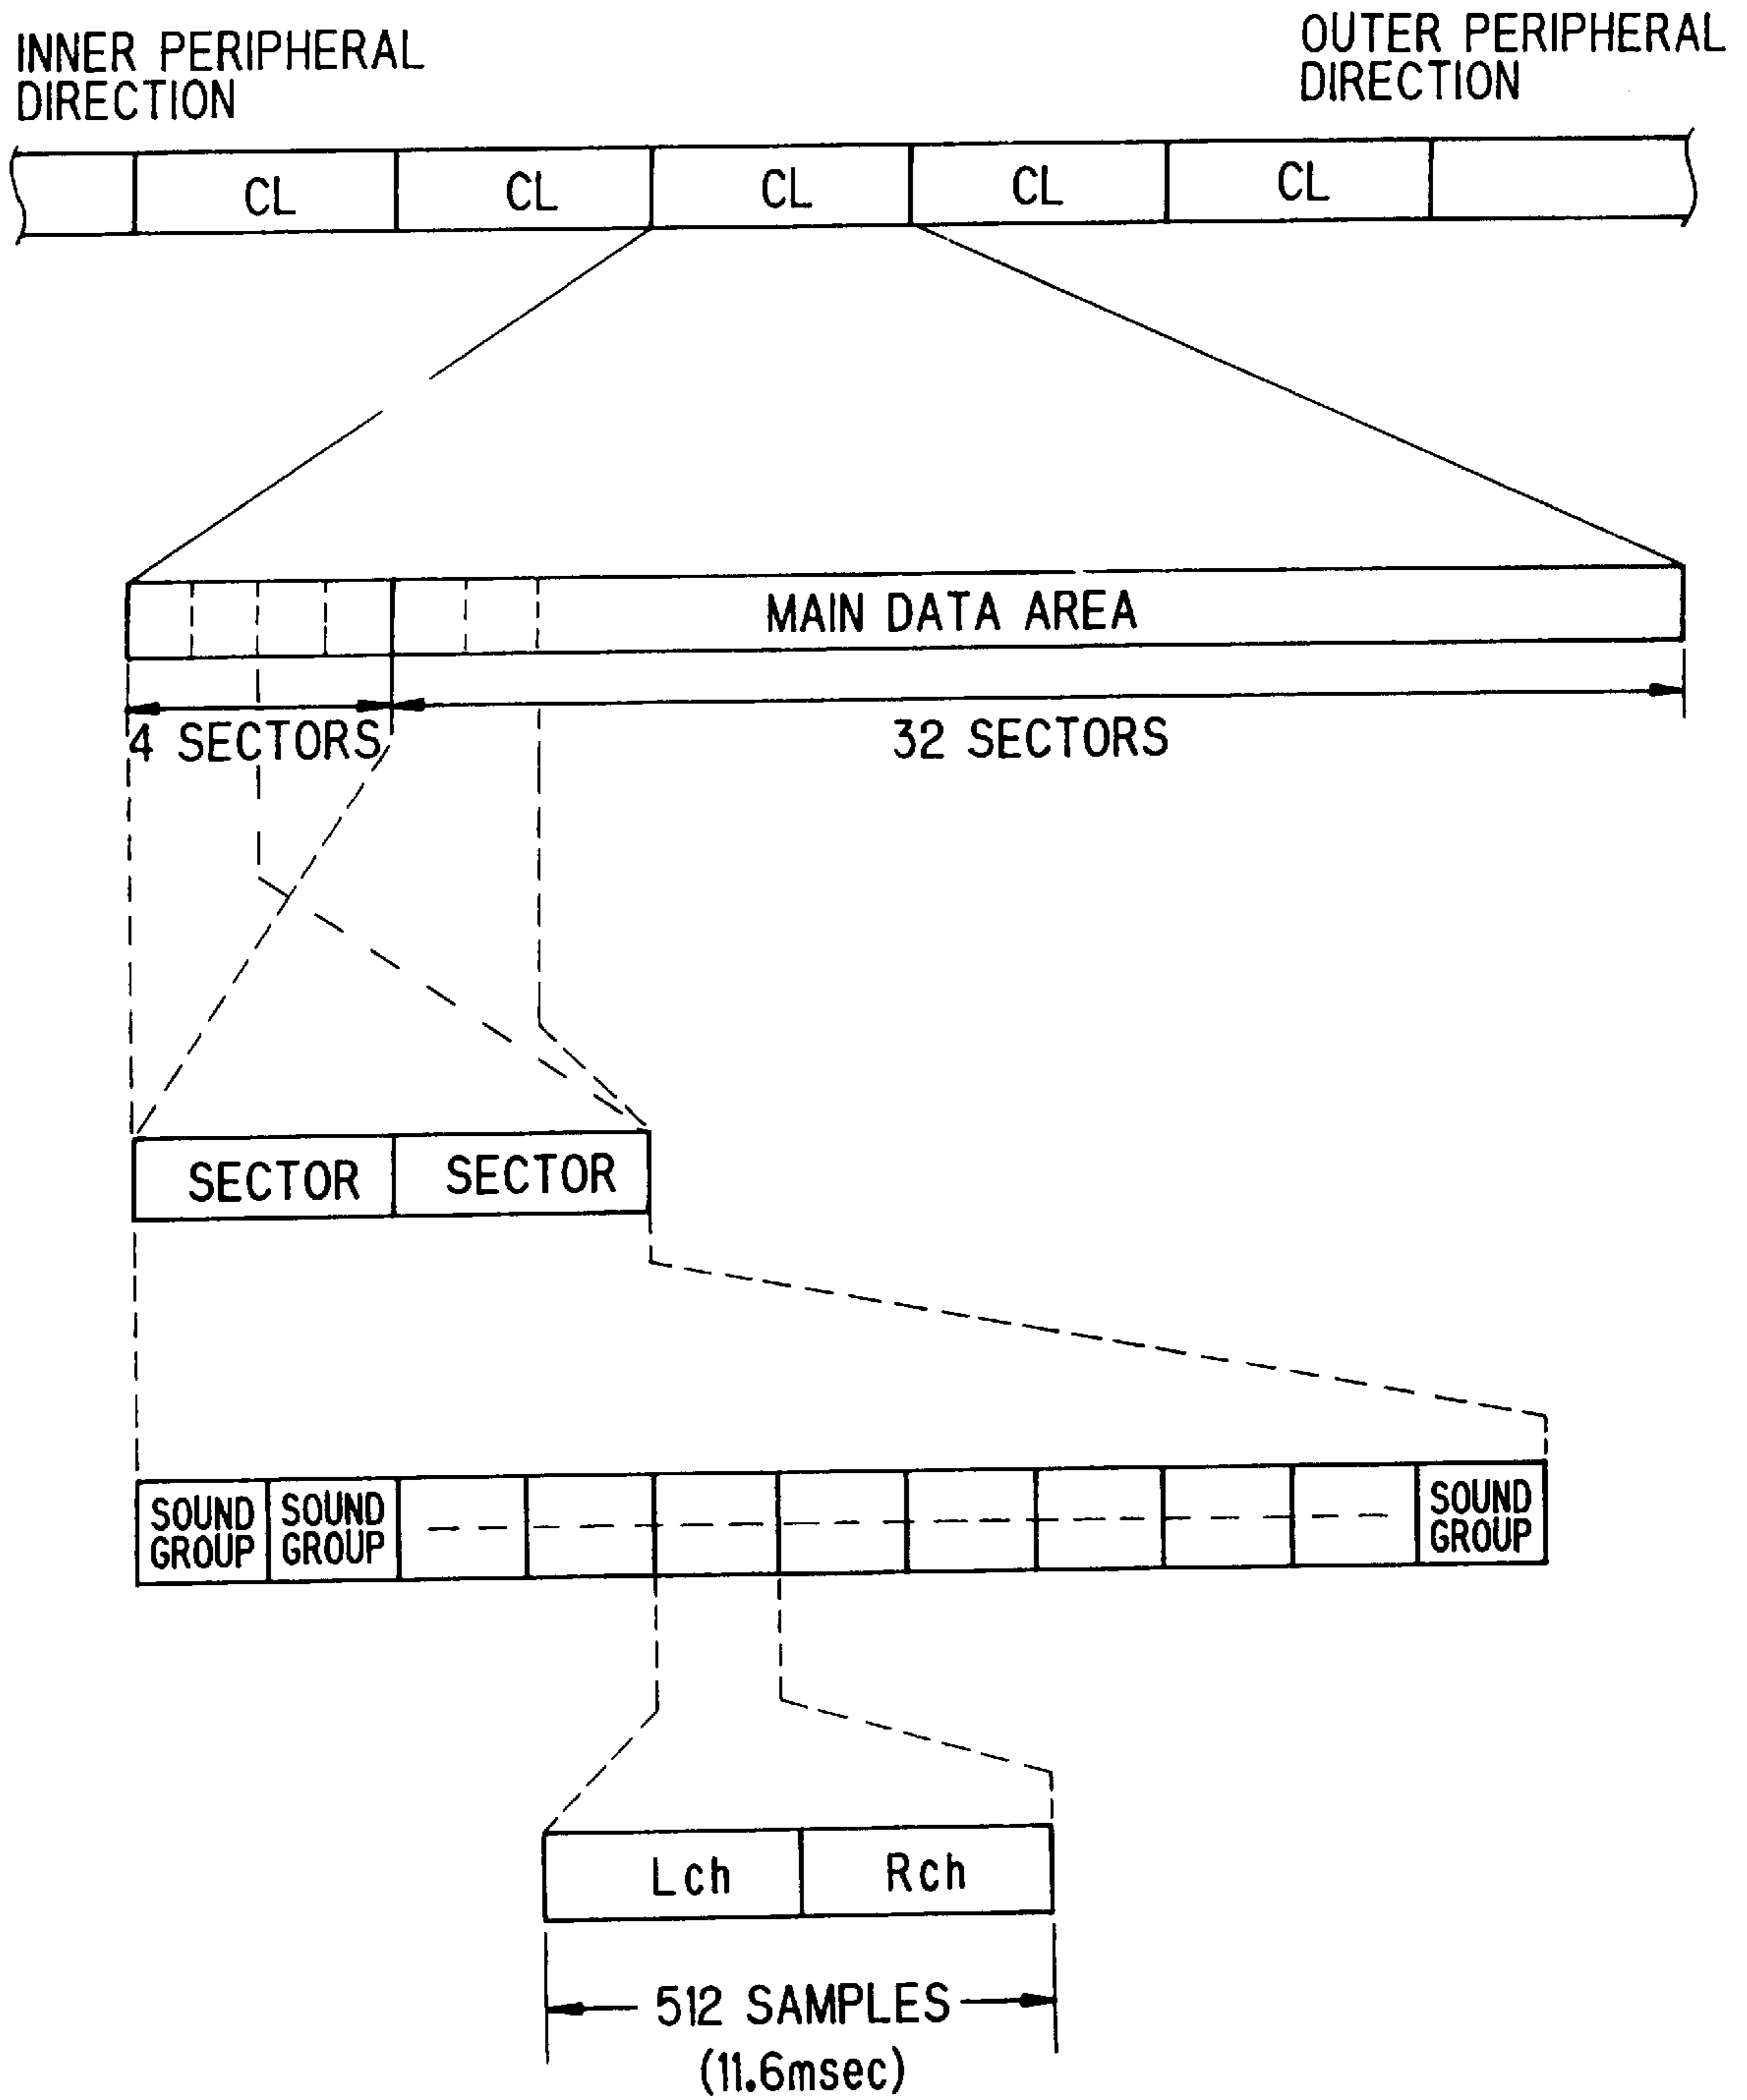 INNER PERIPHERAL
DIRECTION
OUTER PERIPHERAL
DIRECTION
CL
CL
CL
CL
CL
MAIN DATA AREA
4 SECTORS
32 SECTORS
SECTOR
SECTOR
SOUND
GROUP
SOUND
GROUP
SOUND
GROUP
Lch
Rch
512 SAMPLES
(11.6msec)